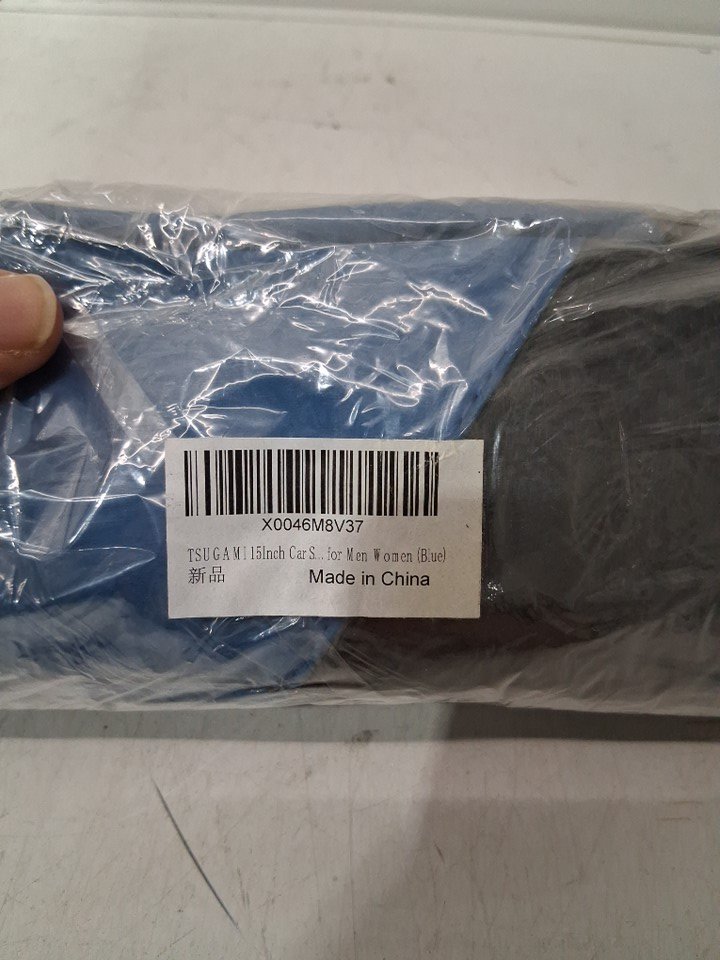 X0046M8V37
TSUGAMI 15Inch Car S... for Men Women (Blue)
新品 Made in China